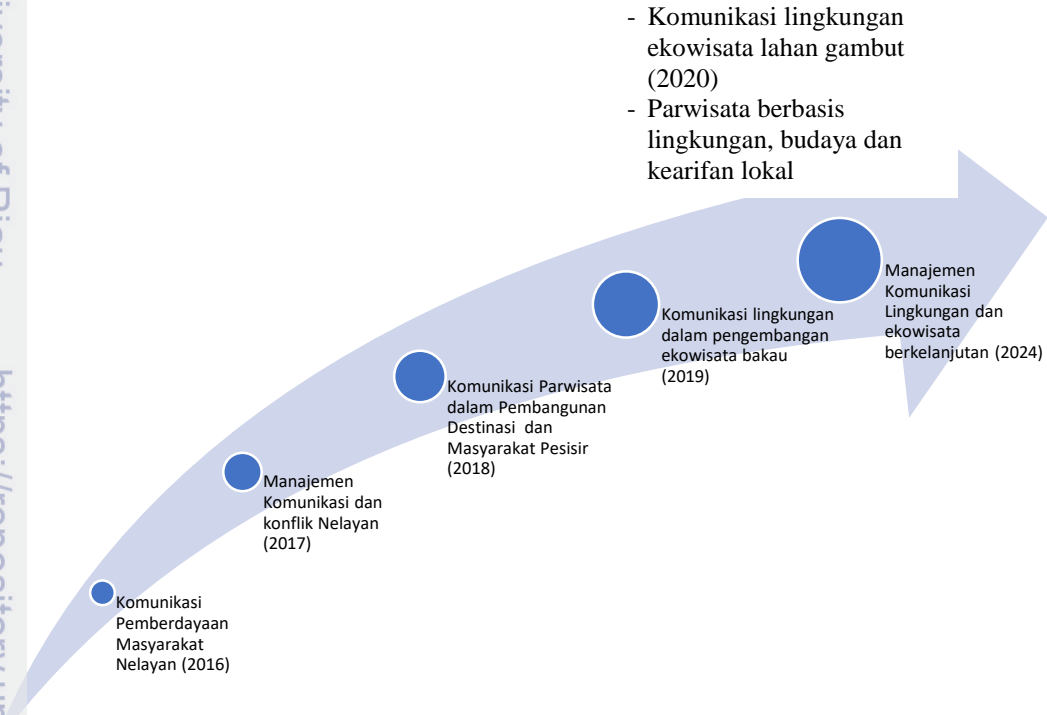 - Komunikasi lingkungan
ekowisata lahan gambut
(2020)
- Parwisata berbasis
lingkungan, budaya dan
kearifan lokal
Manajemen
Komunikasi
Lingkungan dan
ekowisata
berkelanjutan (2024)
Komunikasi lingkungan
dalam pengembangan
ekowisata bakau
(2019)
Komunikasi Parwisata
dalam Pembangunan
Destinasi dan
Masyarakat Pesisir
(2018)
Manajemen
Komunikasi dan
konflik Nelayan
(2017)
Komunikasi
Pemberdayaan
Masyarakat
Nelayan (2016)